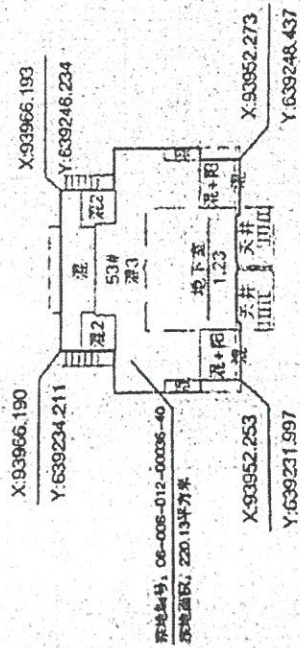 X:93966.190
Y:639234.211
X:93966.193
Y:639246.234
混
混2
混2
53#
混3
混
混
地下室
1.23
混+阳
混+阳
混
混
天井
天井
宗地编号: 06-006-012-00036-40
宗地面积: 220.13平方米
X:93952.253
Y:639231.997
X:93952.273
Y:639248.437